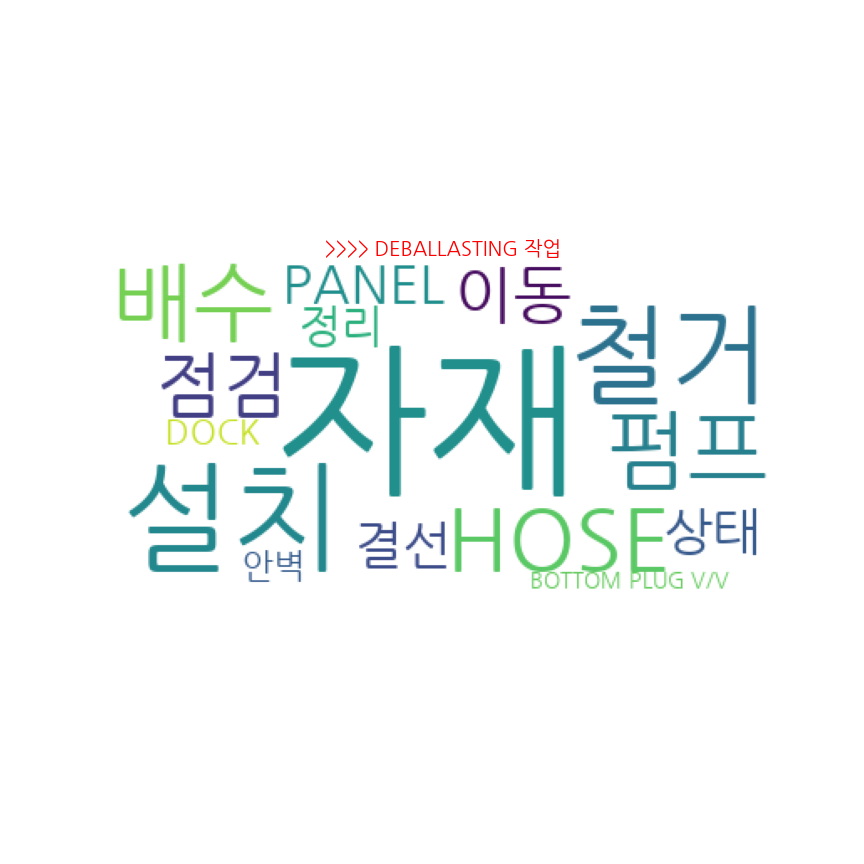 >>>> DEBALLASTING 작업
배수
PANEL
이동
정리
철거
점검
자재
펌프
DOCK
설치
결선
HOSE
상태
안벽
BOTTOM PLUG V/V